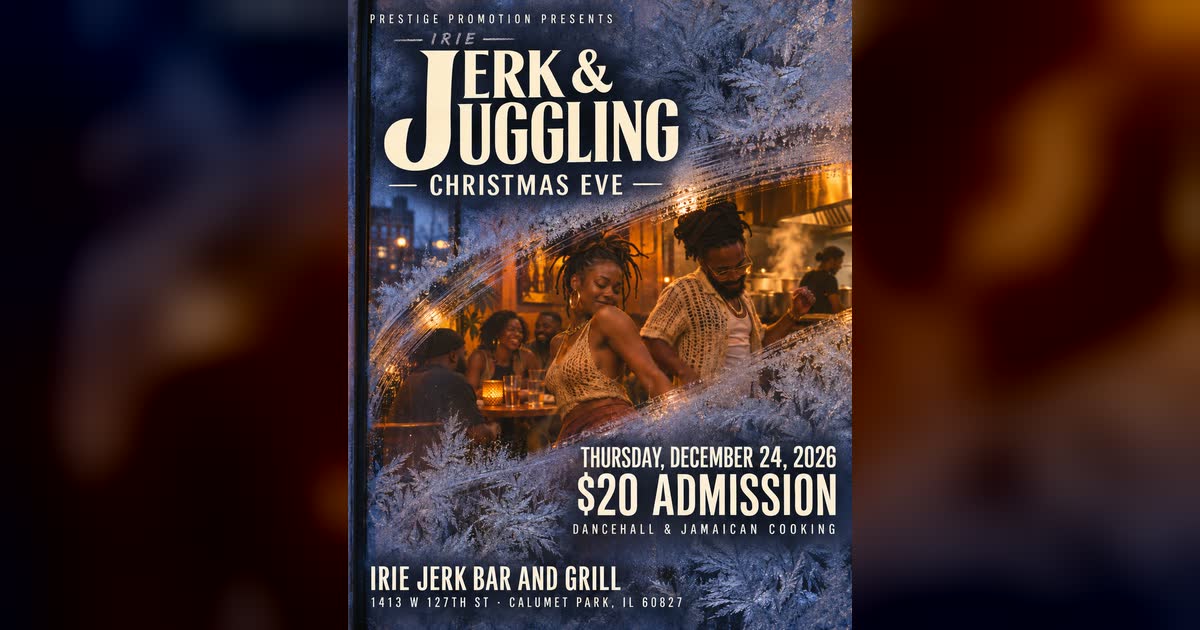 PRESTIGE PROMOTION PRESENTS
IRIE
JERK &
JUGGLING
CHRISTMAS EVE
THURSDAY, DECEMBER 24, 2026
$20 ADMISSION
DANCEHALL & JAMAICAN COOKING
IRIE JERK BAR AND GRILL
1413 W 127TH ST · CALUMET PARK, IL 60827